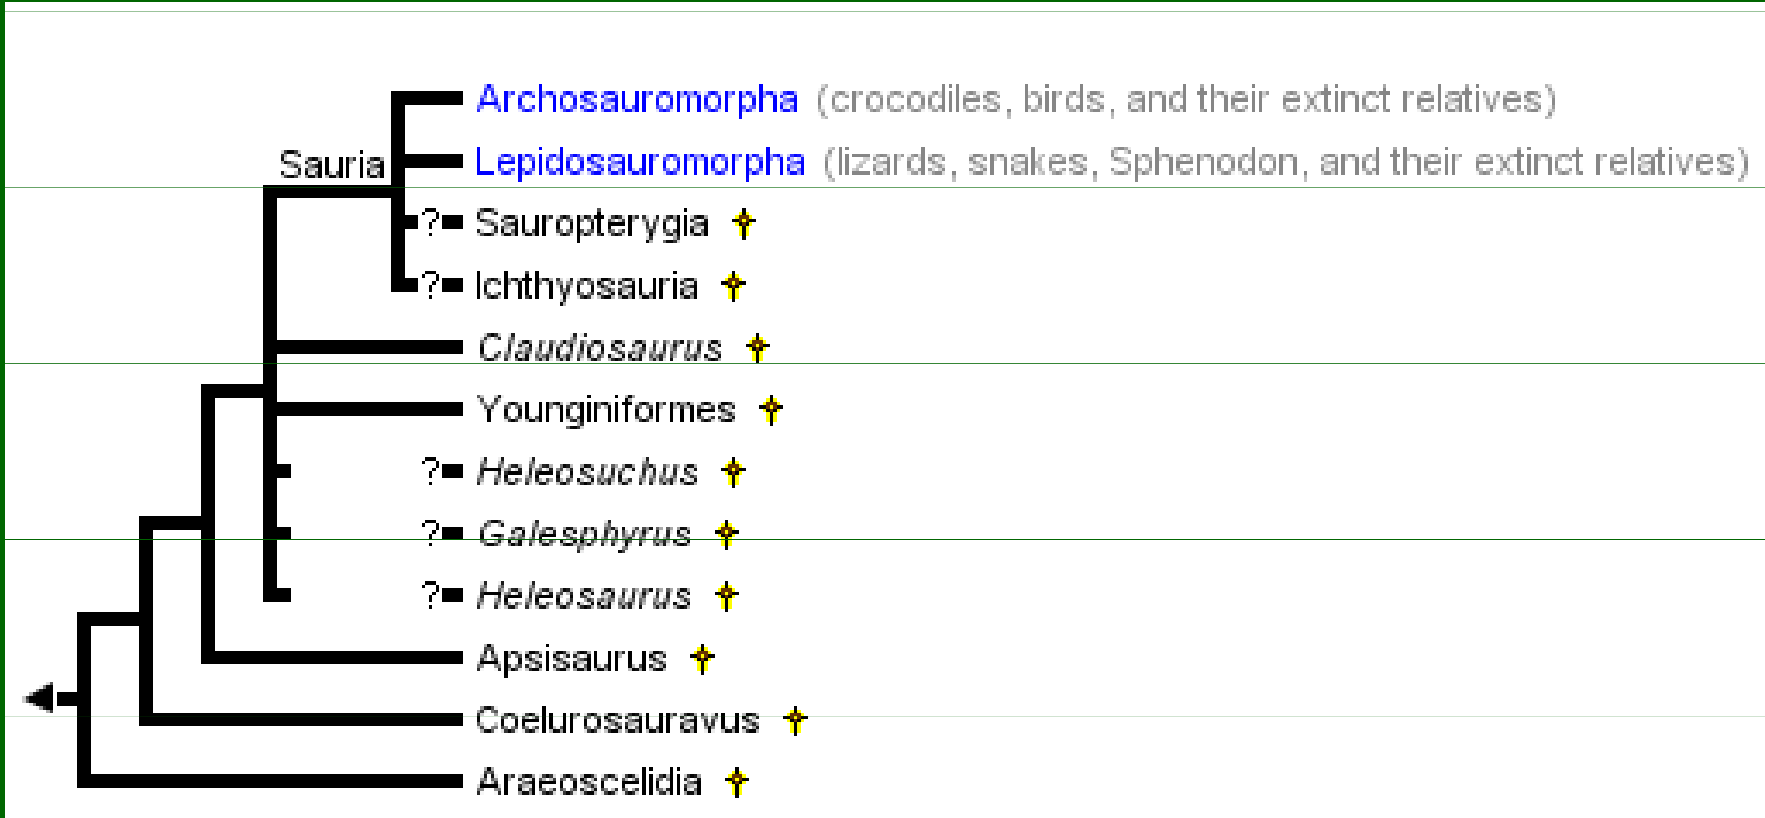 Archosauromorpha (crocodiles, birds, and their extinct relatives)
Sauria
Lepidosauromorpha (lizards, snakes, Sphenodon, and their extinct relatives)
? Sauropterygia †
? Ichthyosauria †
Claudiosaurus †
Younginiformes †
? Heleosuchus †
? Galesphyrus †
? Heleosaurus †
Apsisaurus †
Coelurosauravus †
Araeoscelidia †